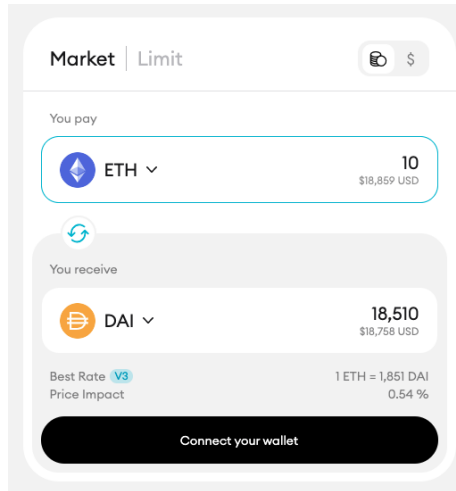 Market | Limit $
You pay
ETH 10
$18,859 USD
You receive
DAI 18,510
$18,758 USD
Best Rate V3 1 ETH = 1,851 DAI
Price Impact 0.54 %
Connect your wallet